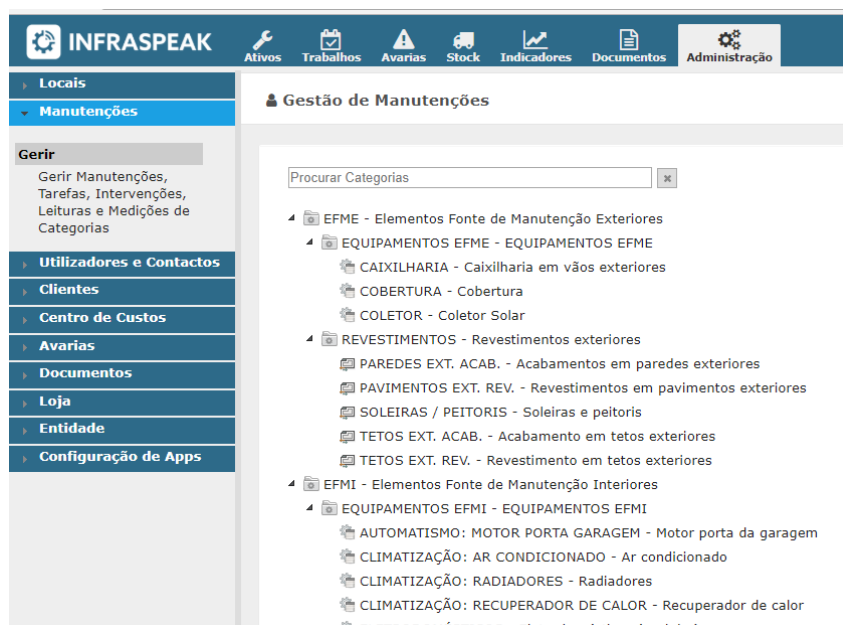 INFRASPEAK
Ativos Trabalhos Avarias Stock Indicadores Documentos Administração
Locais
Manutenções
Gerir
Gerir Manutenções,
Tarefas, Intervenções,
Leituras e Medições de
Categorias
Utilizadores e Contactos
Clientes
Centro de Custos
Avarias
Documentos
Loja
Entidade
Configuração de Apps
Gestão de Manutenções
Procurar Categorias
EFME - Elementos Fonte de Manutenção Exteriores
EQUIPAMENTOS EFME - EQUIPAMENTOS EFME
CAIXILHARIA - Caixilharia em vãos exteriores
COBERTURA - Cobertura
COLETOR - Coletor Solar
REVESTIMENTOS - Revestimentos exteriores
PAREDES EXT. ACAB. - Acabamentos em paredes exteriores
PAVIMENTOS EXT. REV. - Revestimentos em pavimentos exteriores
SOLEIRAS / PEITORIS - Soleiras e peitoris
TETOS EXT. ACAB. - Acabamento em tetos exteriores
TETOS EXT. REV. - Revestimento em tetos exteriores
EFMI - Elementos Fonte de Manutenção Interiores
EQUIPAMENTOS EFMI - EQUIPAMENTOS EFMI
AUTOMATISMO: MOTOR PORTA GARAGEM - Motor porta da garagem
CLIMATIZAÇÃO: AR CONDICIONADO - Ar condicionado
CLIMATIZAÇÃO: RADIADORES - Radiadores
CLIMATIZAÇÃO: RECUPERADOR DE CALOR - Recuperador de calor